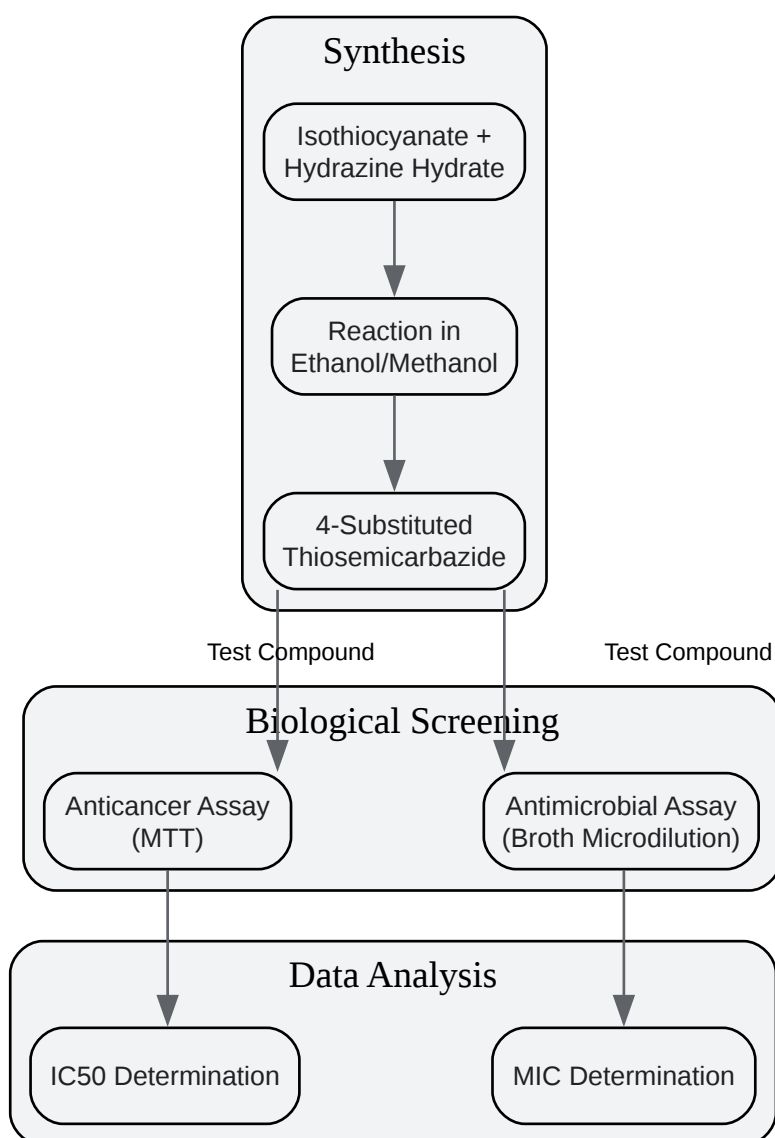 Synthesis
Isothiocyanate +
Hydrazine Hydrate
Reaction in
Ethanol/Methanol
4-Substituted
Thiosemicarbazide
Test Compound
Test Compound
Biological Screening
Anticancer Assay
(MTT)
Antimicrobial Assay
(Broth Microdilution)
Data Analysis
IC50 Determination
MIC Determination